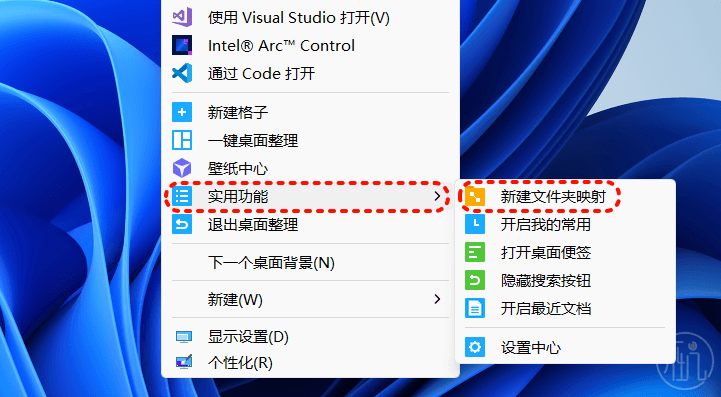 使用 Visual Studio 打开(V)
Intel® Arc™ Control
通过 Code 打开
新建格子
一键桌面整理
壁纸中心
实用功能
退出桌面整理
下一个桌面背景(N)
新建(W)
显示设置(D)
个性化(R)
新建文件夹映射
开启我的常用
打开桌面便签
隐藏搜索按钮
开启最近文档
设置中心